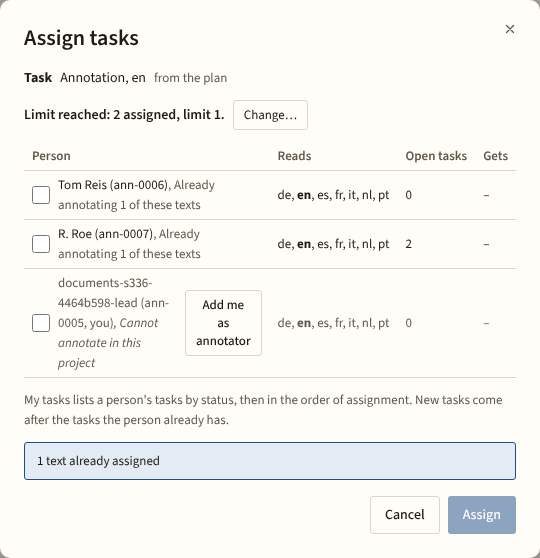 Assign tasks
×
Task Annotation, en from the plan
Limit reached: 2 assigned, limit 1. Change…
Person Reads Open tasks Gets
Tom Reis (ann-0006), Already
annotating 1 of these texts
de, en, es, fr, it, nl, pt 0 –
R. Roe (ann-0007), Already
annotating 1 of these texts
de, en, es, fr, it, nl, pt 2 –
documents-s336-
4464b598-lead (ann-
0005, you), Cannot
annotate in this
project
Add me
as
annotator
de, en, es, fr, it, nl, pt 0 –
My tasks lists a person's tasks by status, then in the order of assignment. New tasks come
after the tasks the person already has.
1 text already assigned
Cancel Assign